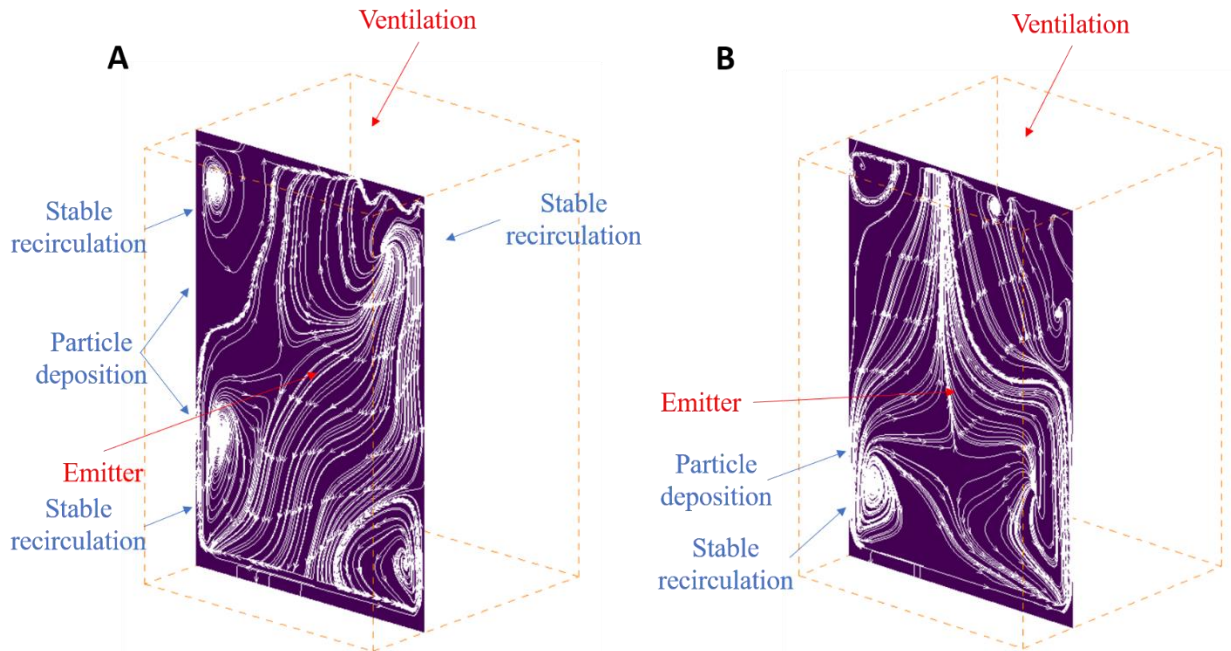 A
Ventilation
Stable
recirculation
Stable
recirculation
Particle
deposition
Emitter
Stable
recirculation
B
Ventilation
Emitter
Particle
deposition
Stable
recirculation